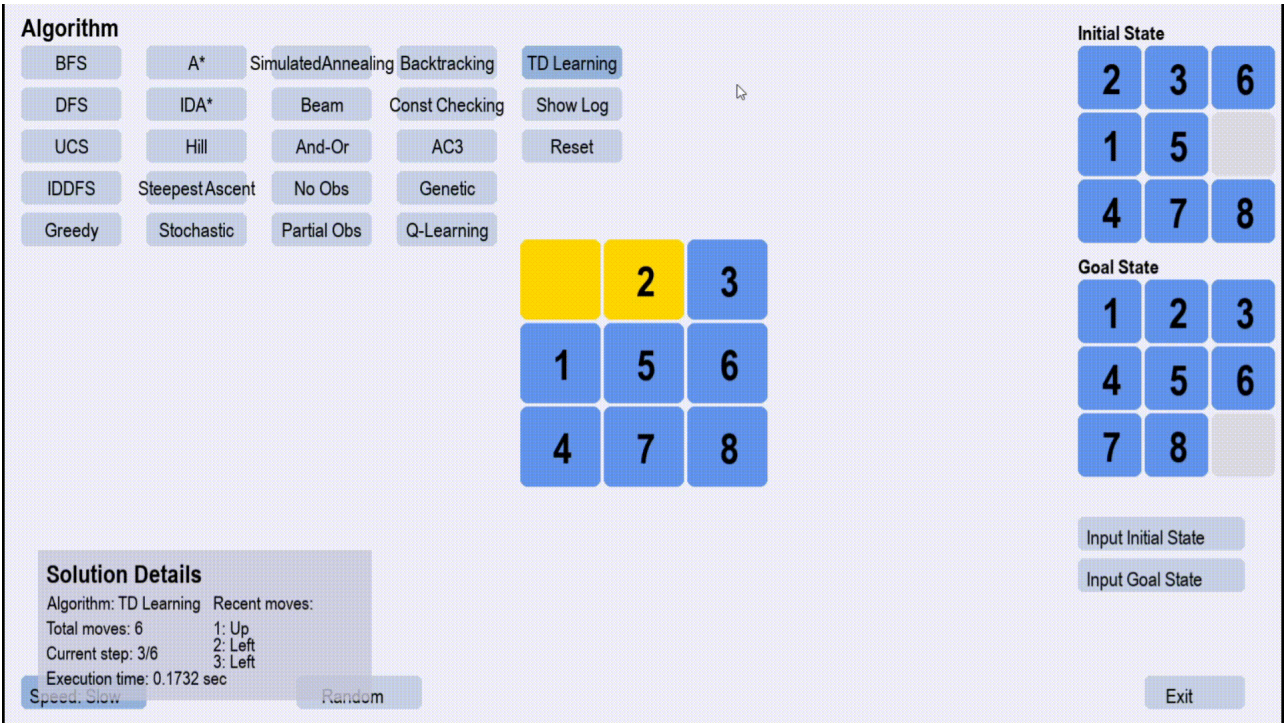 Algorithm
BFS A* SimulatedAnnealing Backtracking TD Learning
DFS IDA* Beam Const Checking Show Log
UCS Hill And-Or AC3 Reset
IDDFS Steepest Ascent No Obs Genetic
Greedy Stochastic Partial Obs Q-Learning
2 3
1 5 6
4 7 8
Initial State
2 3 6
1 5
4 7 8
Goal State
1 2 3
4 5 6
7 8
Input Initial State
Input Goal State
Solution Details
Algorithm: TD Learning
Total moves: 6
Current step: 3/6
Execution time: 0.1732 sec
Recent moves:
1: Up
2: Left
3: Left
Speed: Slow
Random
Exit